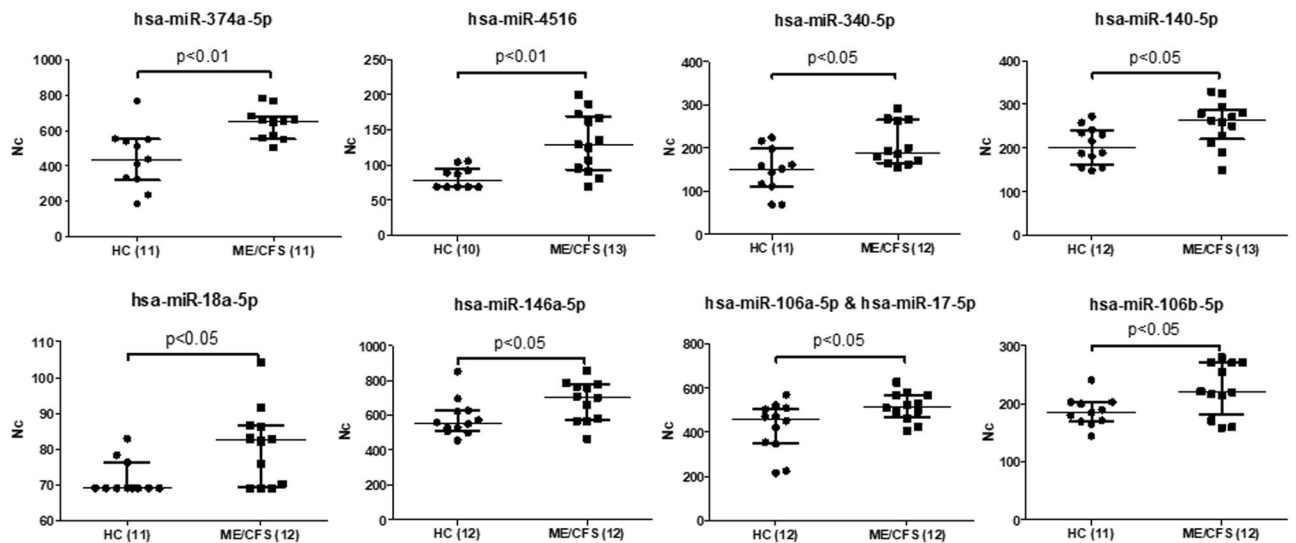 hsa-miR-374a-5p
1000
800
600
400
200
0
Nc
p<0.01
HC (11)
ME/CFS (11)
hsa-miR-4516
250
200
150
100
50
0
Nc
p<0.01
HC (10)
ME/CFS (13)
hsa-miR-340-5p
400
300
200
100
0
Nc
p<0.05
HC (11)
ME/CFS (12)
hsa-miR-140-5p
400
300
200
100
0
Nc
p<0.05
HC (12)
ME/CFS (13)
hsa-miR-18a-5p
110
100
90
80
70
60
Nc
p<0.05
HC (11)
ME/CFS (12)
hsa-miR-146a-5p
1000
800
600
400
200
0
Nc
p<0.05
HC (12)
ME/CFS (12)
hsa-miR-106a-5p & hsa-miR-17-5p
800
600
400
200
0
Nc
p<0.05
HC (12)
ME/CFS (12)
hsa-miR-106b-5p
300
200
100
0
Nc
p<0.05
HC (11)
ME/CFS (12)